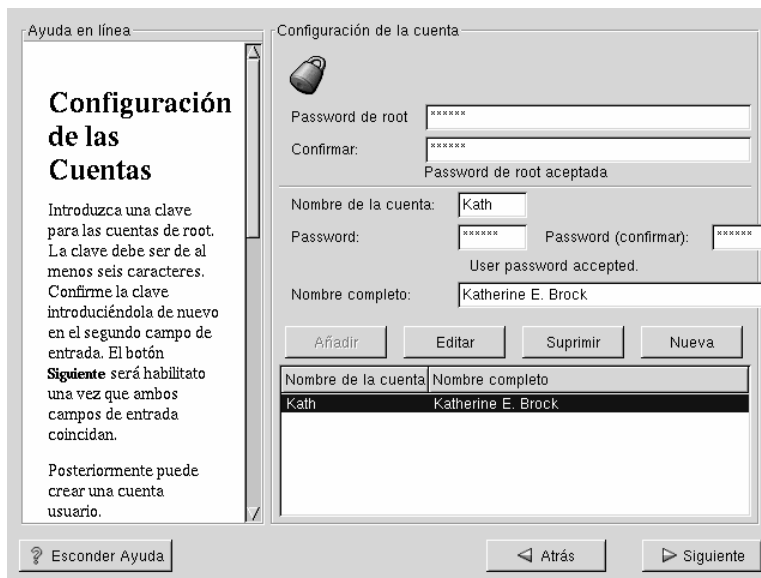 Ayuda en línea
Configuración
de las
Cuentas
Introduzca una clave
para las cuentas de root.
La clave debe ser de al
menos seis caracteres.
Confirme la clave
introduciéndola de nuevo
en el segundo campo de
entrada. El botón
Siguiente será habilitato
una vez que ambos
campos de entrada
coincidan.
Posteriormente puede
crear una cuenta
usuario.
Configuración de la cuenta
Password de root ******
Confirmar: ******
Password de root aceptada
Nombre de la cuenta: Kath
Password: ****** Password (confirmar): ******
User password accepted.
Nombre completo: Katherine E. Brock
Añadir Editar Suprimir Nueva
Nombre de la cuenta Nombre completo
Kath Katherine E. Brock
Esconder Ayuda Atrás Siguiente